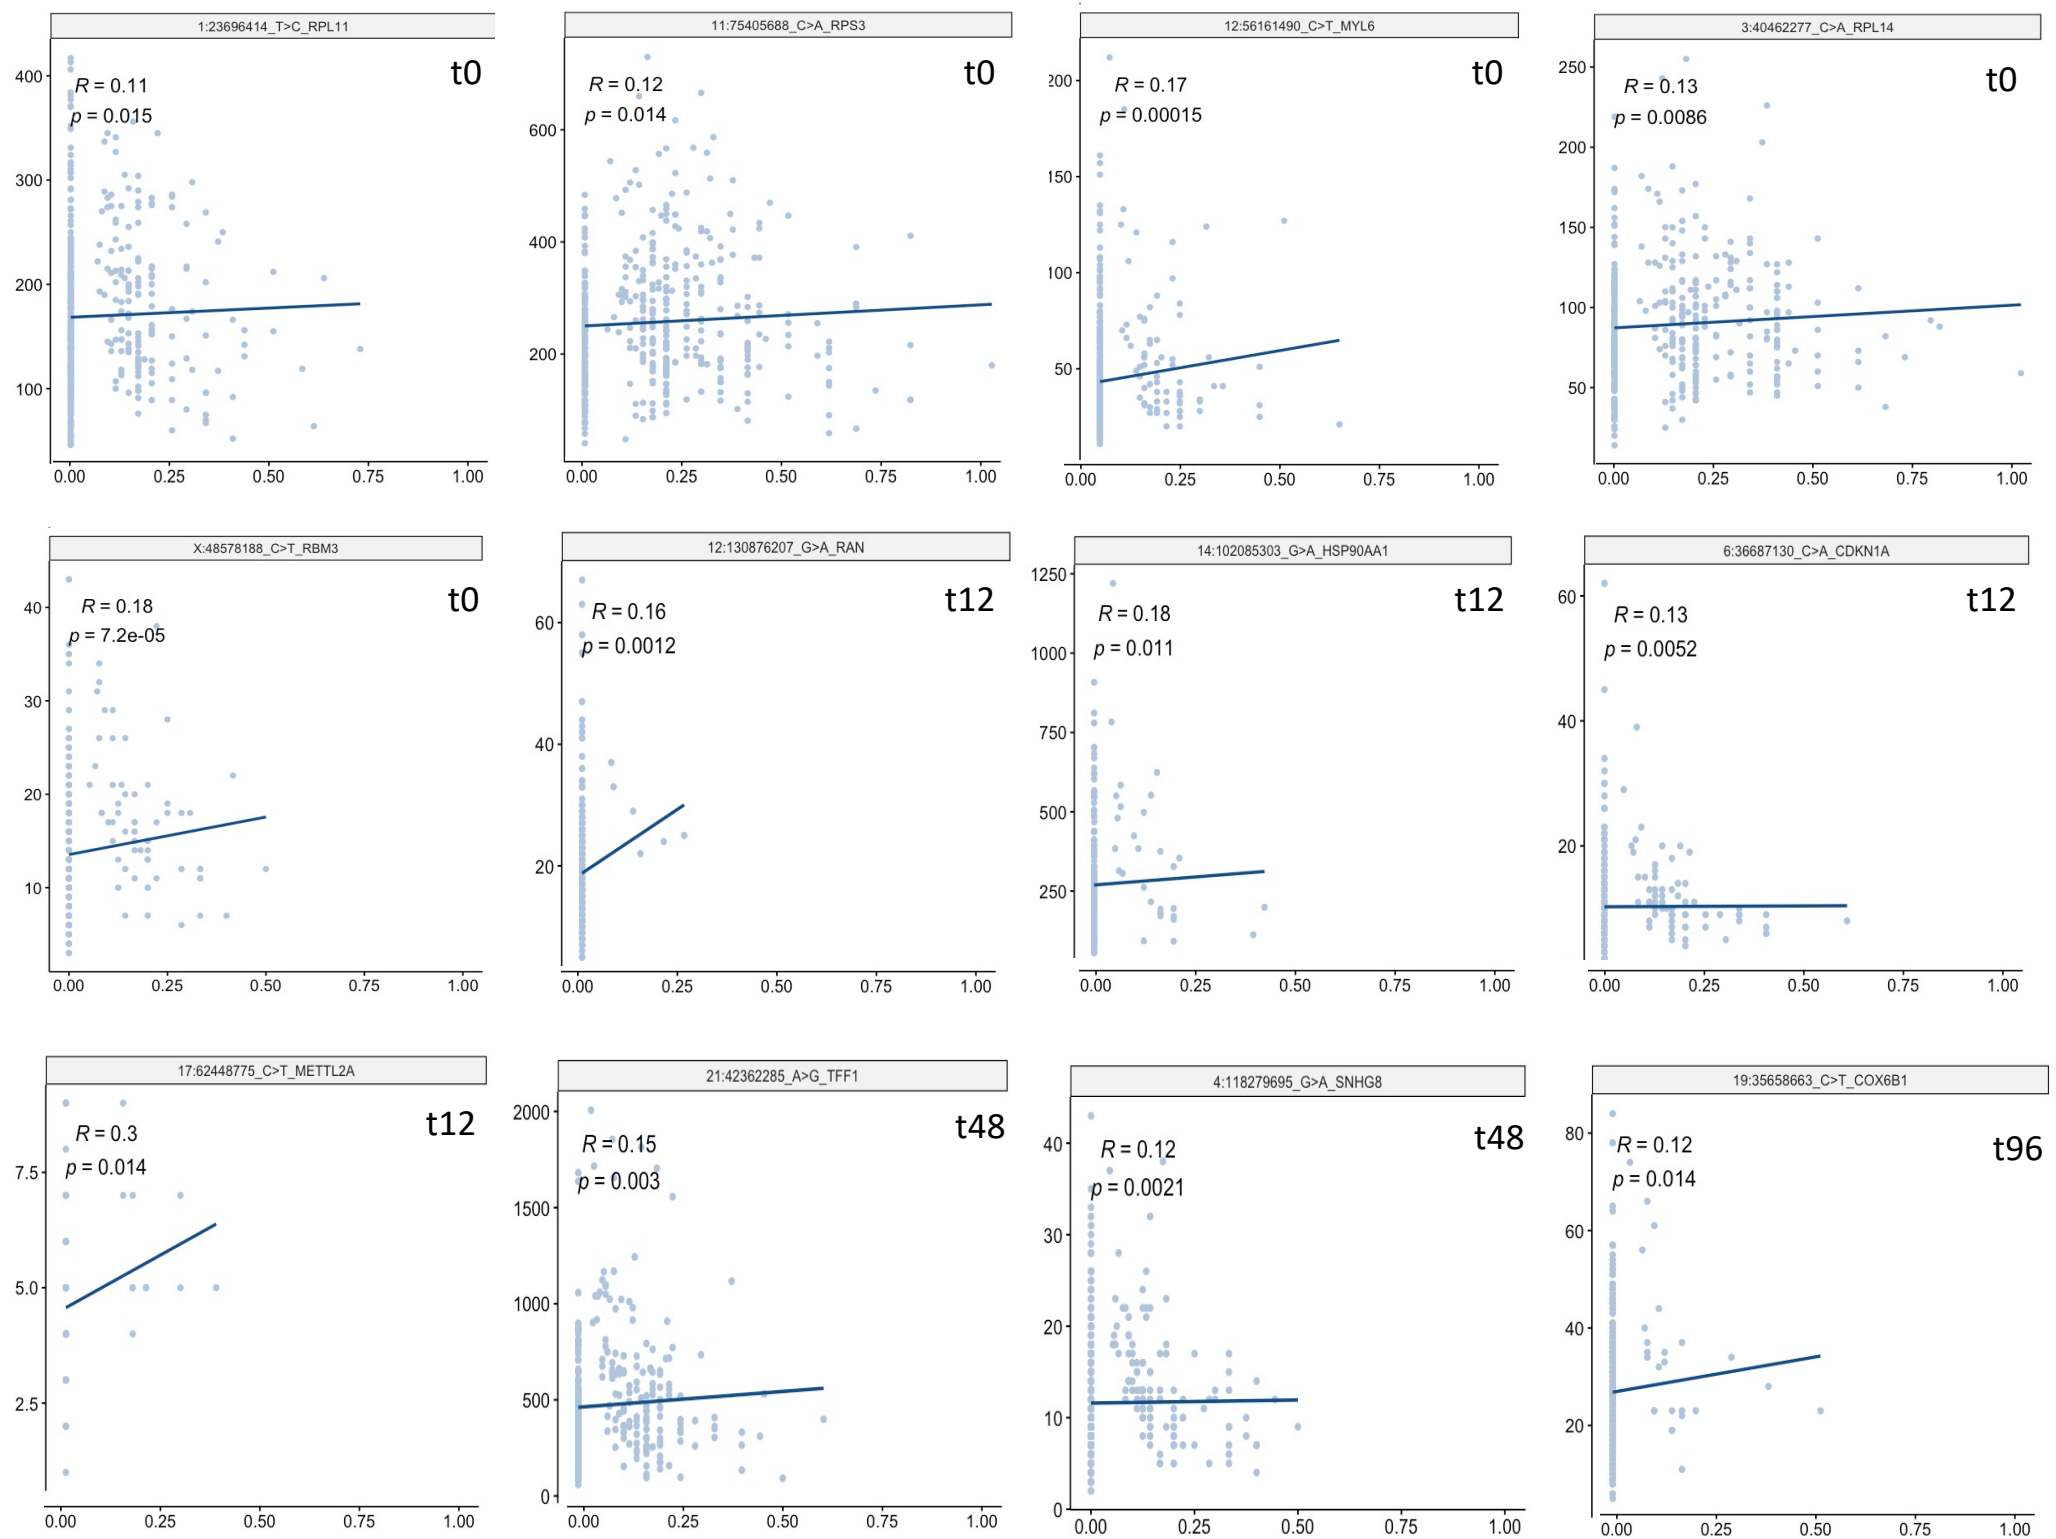 1:23696414_T>C_RPL11
t0
R = 0.11
p = 0.015
400
300
200
100
0.00 0.25 0.50 0.75 1.00
11:75405688_C>A_RPS3
t0
R = 0.12
p = 0.014
600
400
200
0.00 0.25 0.50 0.75 1.00
12:56161490_C>T_MYL6
t0
R = 0.17
p = 0.00015
200
150
100
50
0.00 0.25 0.50 0.75 1.00
3:40462277_C>A_RPL14
t0
R = 0.13
p = 0.0086
250
200
150
100
50
0.00 0.25 0.50 0.75 1.00
X:48578188_C>T_RBM3
t0
R = 0.18
p = 7.2e-05
40
30
20
10
0.00 0.25 0.50 0.75 1.00
12:130876207_G>A_RAN
t12
R = 0.16
p = 0.0012
60
40
20
0.00 0.25 0.50 0.75 1.00
14:102085303_G>A_HSP90AA1
t12
R = 0.18
p = 0.011
1250
1000
750
500
250
0.00 0.25 0.50 0.75 1.00
6:36687130_C>A_CDKN1A
t12
R = 0.13
p = 0.0052
60
40
20
0.00 0.25 0.50 0.75 1.00
17:62448775_C>T_METTL2A
t12
R = 0.3
p = 0.014
7.5
5.0
2.5
0.00 0.25 0.50 0.75 1.00
21:42362285_A>G_TFF1
t48
R = 0.15
p = 0.003
2000
1500
1000
500
0
0.00 0.25 0.50 0.75 1.00
4:118279695_G>A_SNHG8
t48
R = 0.12
p = 0.0021
40
30
20
10
0
0.00 0.25 0.50 0.75 1.00
19:35658663_C>T_COX6B1
t96
R = 0.12
p = 0.014
80
60
40
20
0.00 0.25 0.50 0.75 1.00